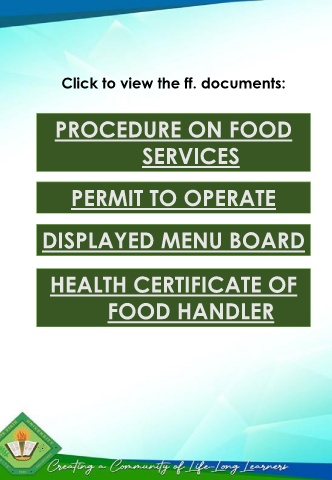 Click to view the ff. documents:
PROCEDURE ON FOOD
SERVICES
PERMIT TO OPERATE
DISPLAYED MENU BOARD
HEALTH CERTIFICATE OF
FOOD HANDLER
Creating a Community of Life-Long Learners